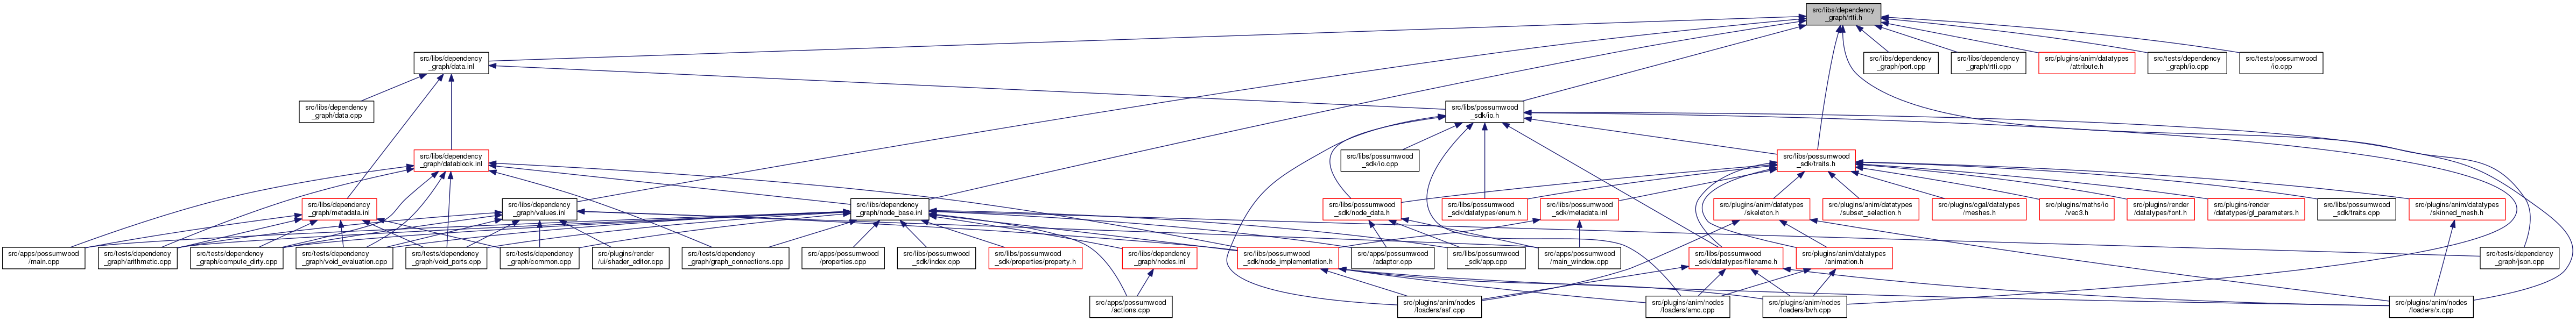 src/libs/dependency
_graph/rtti.h
src/libs/dependency
_graph/data.inl
src/libs/dependency
_graph/port.cpp
src/libs/dependency
_graph/rtti.cpp
src/plugins/anim/datatypes
/attribute.h
src/tests/dependency
_graph/io.cpp
src/tests/possumwood
/io.cpp
src/libs/dependency
_graph/data.cpp
src/libs/possumwood
_sdk/io.h
src/libs/dependency
_graph/datablock.inl
src/libs/possumwood
_sdk/io.cpp
src/libs/possumwood
_sdk/traits.h
src/libs/dependency
_graph/metadata.inl
src/libs/dependency
_graph/values.inl
src/libs/dependency
_graph/node_base.inl
src/libs/possumwood
_sdk/node_data.h
src/libs/possumwood
_sdk/datatypes/enum.h
src/libs/possumwood
_sdk/metadata.inl
src/plugins/anim/datatypes
/skeleton.h
src/plugins/anim/datatypes
/subset_selection.h
src/plugins/cgal/datatypes
/meshes.h
src/plugins/maths/io
/vec3.h
src/plugins/render
/datatypes/font.h
src/plugins/render
/datatypes/gl_parameters.h
src/libs/possumwood
_sdk/traits.cpp
src/plugins/anim/datatypes
/skinned_mesh.h
src/apps/possumwood
/main.cpp
src/tests/dependency
_graph/arithmetic.cpp
src/tests/dependency
_graph/compute_dirty.cpp
src/tests/dependency
_graph/void_evaluation.cpp
src/tests/dependency
_graph/void_ports.cpp
src/tests/dependency
_graph/common.cpp
src/plugins/render
/ui/shader_editor.cpp
src/tests/dependency
_graph/graph_connections.cpp
src/apps/possumwood
/properties.cpp
src/libs/possumwood
_sdk/index.cpp
src/libs/possumwood
_sdk/properties/property.h
src/libs/dependency
_graph/nodes.inl
src/libs/possumwood
_sdk/node_implementation.h
src/apps/possumwood
/adaptor.cpp
src/libs/possumwood
_sdk/app.cpp
src/apps/possumwood
/main_window.cpp
src/libs/possumwood
_sdk/datatypes/filename.h
src/plugins/anim/datatypes
/animation.h
src/tests/dependency
_graph/json.cpp
src/apps/possumwood
/actions.cpp
src/plugins/anim/nodes
/loaders/asf.cpp
src/plugins/anim/nodes
/loaders/amc.cpp
src/plugins/anim/nodes
/loaders/bvh.cpp
src/plugins/anim/nodes
/loaders/x.cpp